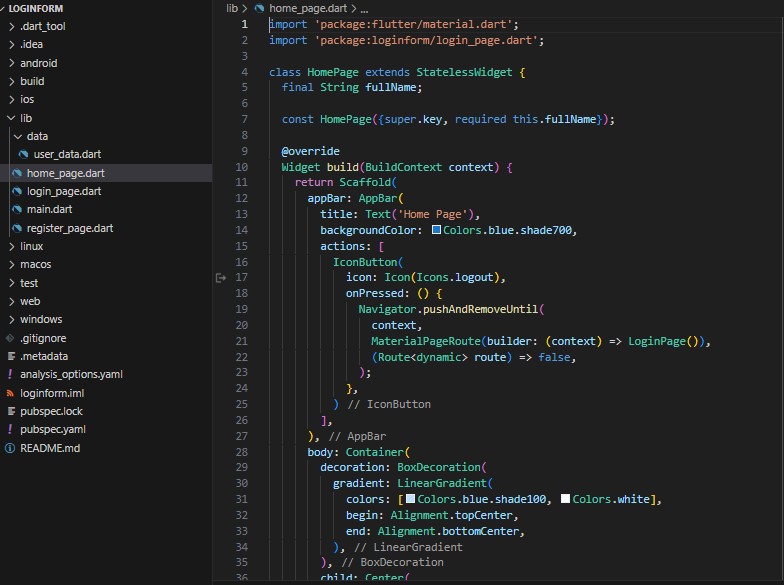 LOGINFORM
.dart_tool
.idea
android
build
ios
lib
data
user_data.dart
home_page.dart
login_page.dart
main.dart
register_page.dart
linux
macos
test
web
windows
.gitignore
.metadata
analysis_options.yaml
loginform.iml
pubspec.lock
pubspec.yaml
README.md
lib > home_page.dart > ...
1 import 'package:flutter/material.dart';
2 import 'package:loginform/login_page.dart';
3
4 class HomePage extends StatelessWidget {
5   final String fullName;
6
7   const HomePage({super.key, required this.fullName});
8
9   @override
10   Widget build(BuildContext context) {
11     return Scaffold(
12       appBar: AppBar(
13         title: Text('Home Page'),
14         backgroundColor: Colors.blue.shade700,
15         actions: [
16           IconButton(
17             icon: Icon(Icons.logout),
18             onPressed: () {
19               Navigator.pushAndRemoveUntil(
20                 context,
21                 MaterialPageRoute(builder: (context) => LoginPage()),
22                 (Route<dynamic> route) => false,
23               );
24             },
25           ) // IconButton
26         ],
27       ), // AppBar
28       body: Container(
29         decoration: BoxDecoration(
30           gradient: LinearGradient(
31             colors: [Colors.blue.shade100, Colors.white],
32             begin: Alignment.topCenter,
33             end: Alignment.bottomCenter,
34           ), // LinearGradient
35         ), // BoxDecoration
36         child: Center(